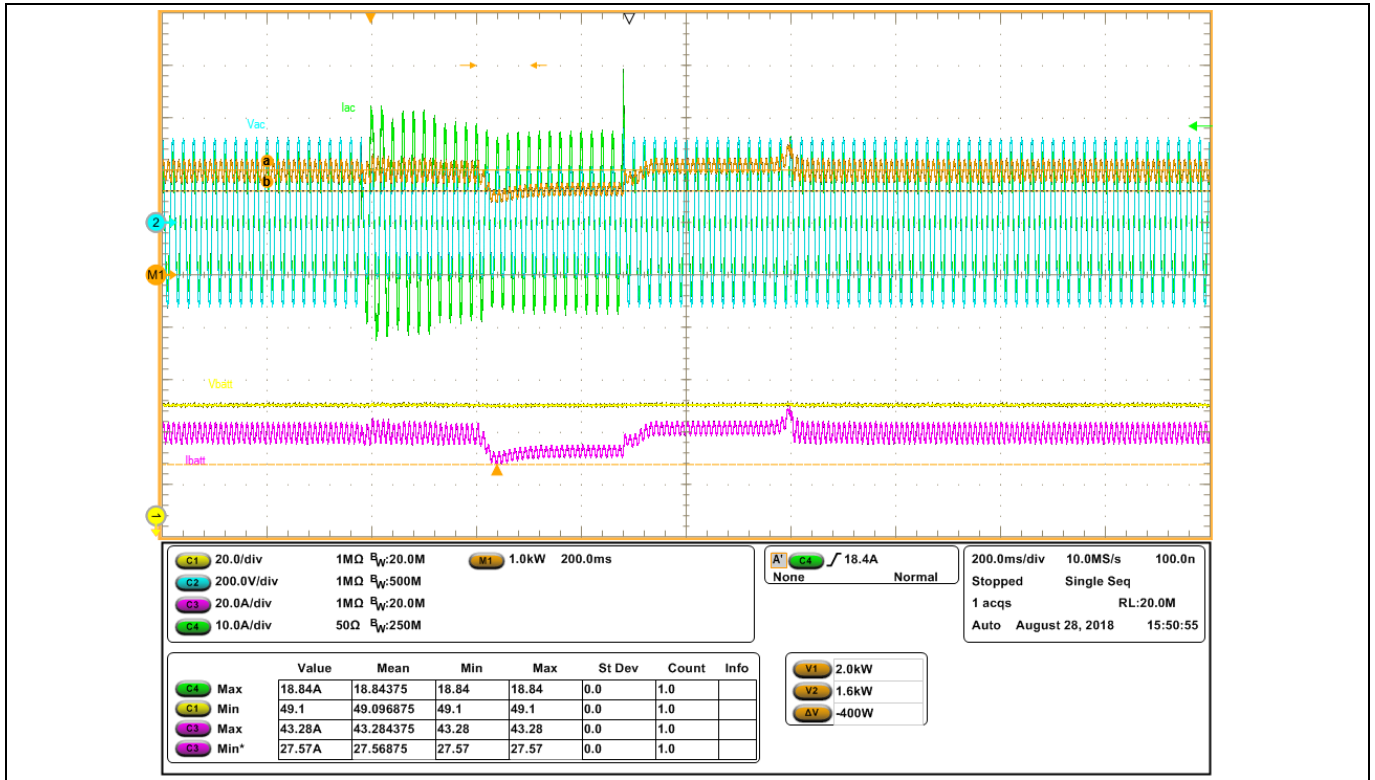 Iac
Vac
a
b
2
M1
Vbatt
Ibatt
1
C1 20.0/div 1MΩ BW:20.0M M1 1.0kW 200.0ms
C2 200.0V/div 1MΩ BW:500M
C3 20.0A/div 1MΩ BW:20.0M
C4 10.0A/div 50Ω BW:250M
A' C4 18.4A
None Normal
200.0ms/div 10.0MS/s 100.0n
Stopped Single Seq
1 acqs RL:20.0M
Auto August 28, 2018 15:50:55
Value Mean Min Max St Dev Count Info
C4 Max 18.84A 18.84375 18.84 18.84 0.0 1.0
C1 Min 49.1 49.096875 49.1 49.1 0.0 1.0
C3 Max 43.28A 43.284375 43.28 43.28 0.0 1.0
C3 Min* 27.57A 27.56875 27.57 27.57 0.0 1.0
V1 2.0kW
V2 1.6kW
ΔV -400W